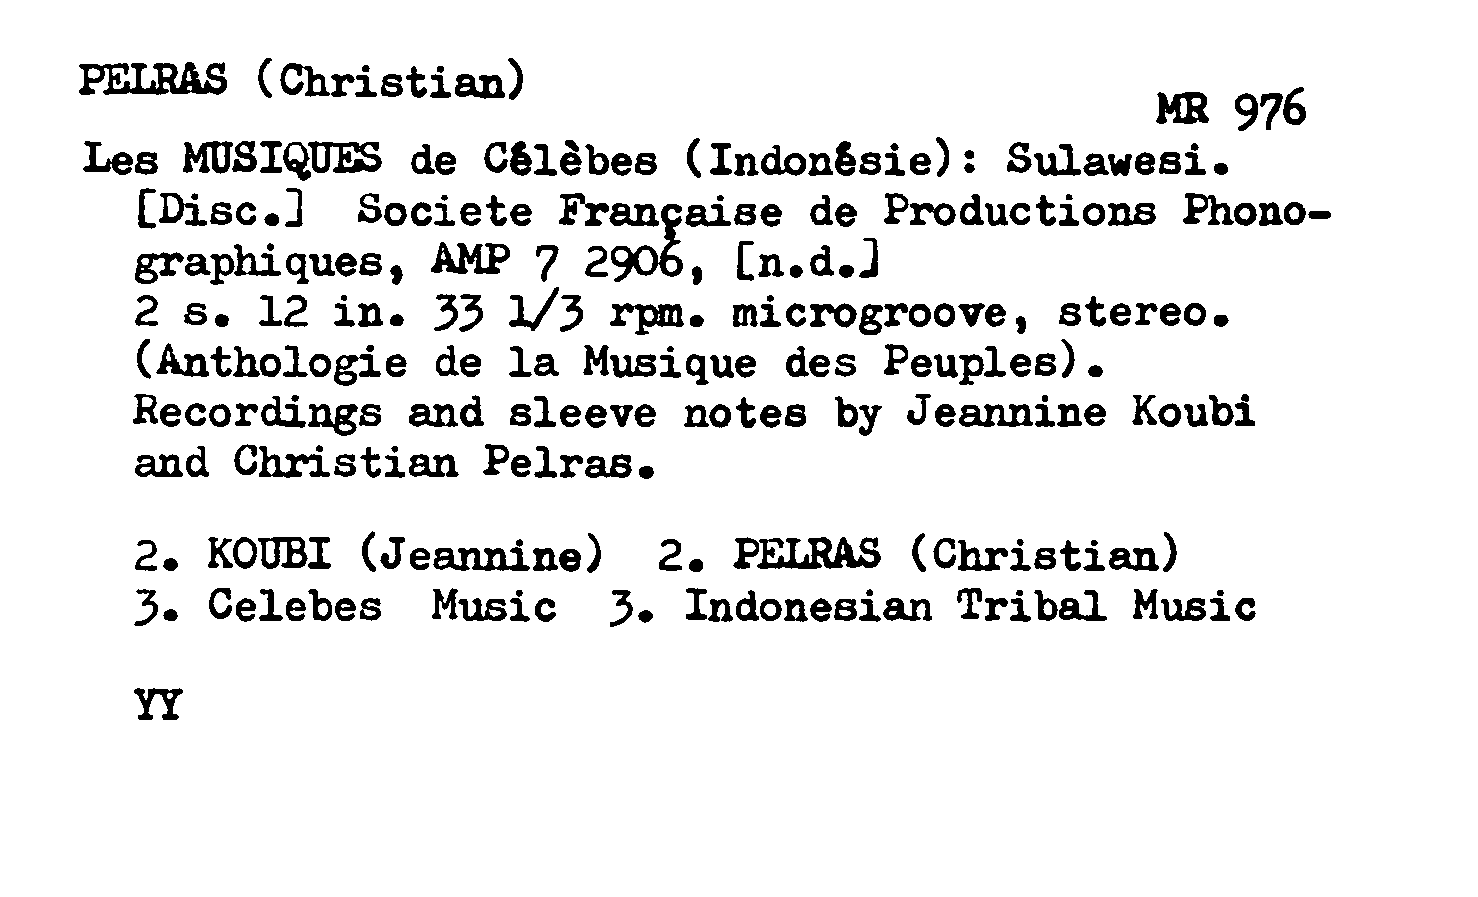 PELRAS (Christian)
MR 976
Les MUSIQUES de Célèbes (Indonésie): Sulawesi.
[Disc.] Societe Française de Productions Phono-
graphiques, AMP 7 2906, [n.d.]
2 s. 12 in. 33 1/3 rpm. microgroove, stereo.
(Anthologie de la Musique des Peuples).
Recordings and sleeve notes by Jeannine Koubi
and Christian Pelras.
2. KOUBI (Jeannine) 2. PELRAS (Christian)
3. Celebes Music 3. Indonesian Tribal Music
YY